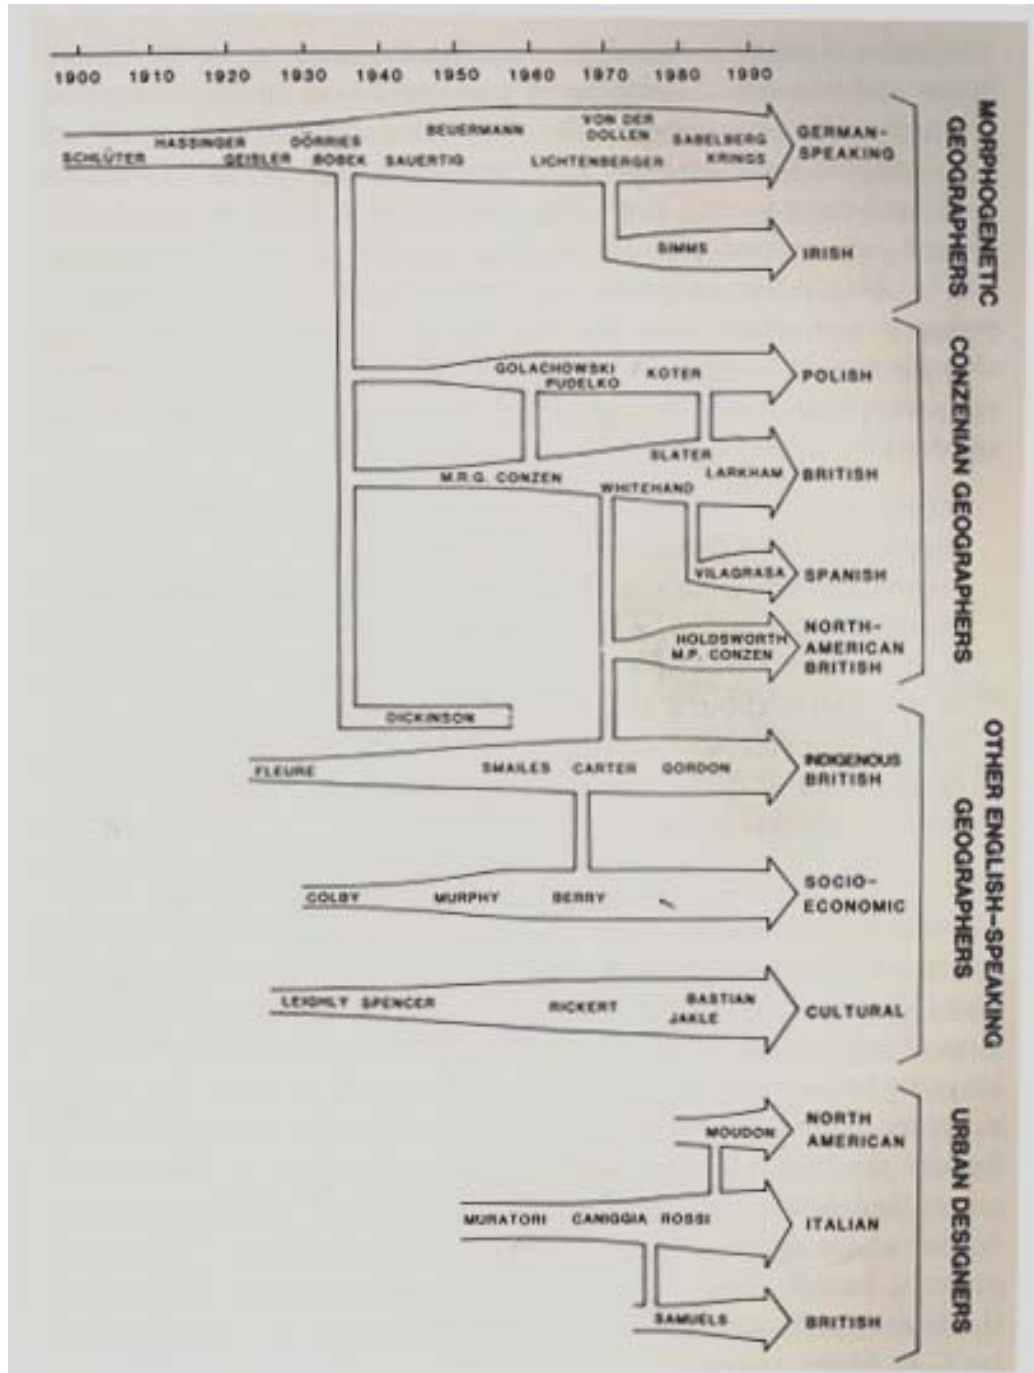 1900 1910 1920 1930 1940 1950 1960 1970 1980 1990
SCHLÜTER
HASSINGER
GEISLER
DÖRRIES
BOBEK
SAUERTIG
BEUERMANN
LICHTENBERGER
VON DER
DOLLEN
SABELBERG
KRINGS
GERMAN-
SPEAKING
SIMMS
IRISH
MORPHOGENETIC
GEOGRAPHERS
GOLACHOWSKI
PUDELKO
KOTER
POLISH
M.R.G. CONZEN
SLATER
WHITEHAND
LARKHAM
BRITISH
VILAGRASA
SPANISH
HOLDSWORTH
M.P. CONZEN
NORTH-
AMERICAN
BRITISH
CONZENIAN GEOGRAPHERS
DICKINSON
FLEURE
SMAILES
CARTER
GORDON
INDIGENOUS
BRITISH
COLBY
MURPHY
BERRY
SOCIO-
ECONOMIC
LEIGHLY
SPENCER
RICKERT
BASTIAN
JAKLE
CULTURAL
OTHER ENGLISH-SPEAKING
GEOGRAPHERS
MOUDON
NORTH
AMERICAN
MURATORI
CANIGGIA
ROSSI
ITALIAN
SAMUELS
BRITISH
URBAN DESIGNERS